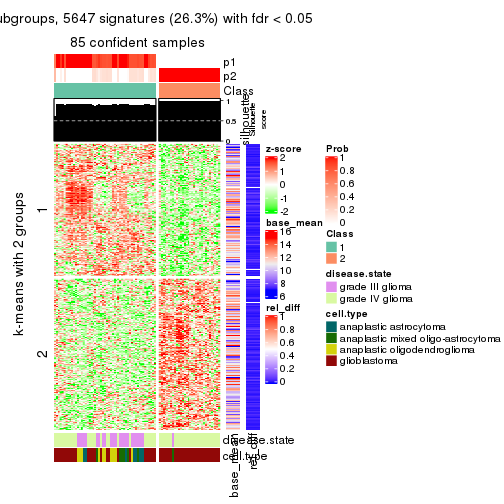 ubgroups, 5647 signatures (26.3%) with fdr < 0.05
85 confident samples
p1
p2
Class
1
0.5
0
silhouette
Silhouette
score
k-means with 2 groups
1
2
z-score
2
1
0
-1
-2
base_mean
16
14
12
10
8
6
rel_diff
1
0.8
0.6
0.4
0.2
0
Prob
1
0.8
0.6
0.4
0.2
0
Class
1
2
disease.state
grade III glioma
grade IV glioma
cell.type
anaplastic astrocytoma
anaplastic mixed oligo-astrocytoma
anaplastic oligodendroglioma
glioblastoma
disease.state
cell.type
base_mean
rel_diff